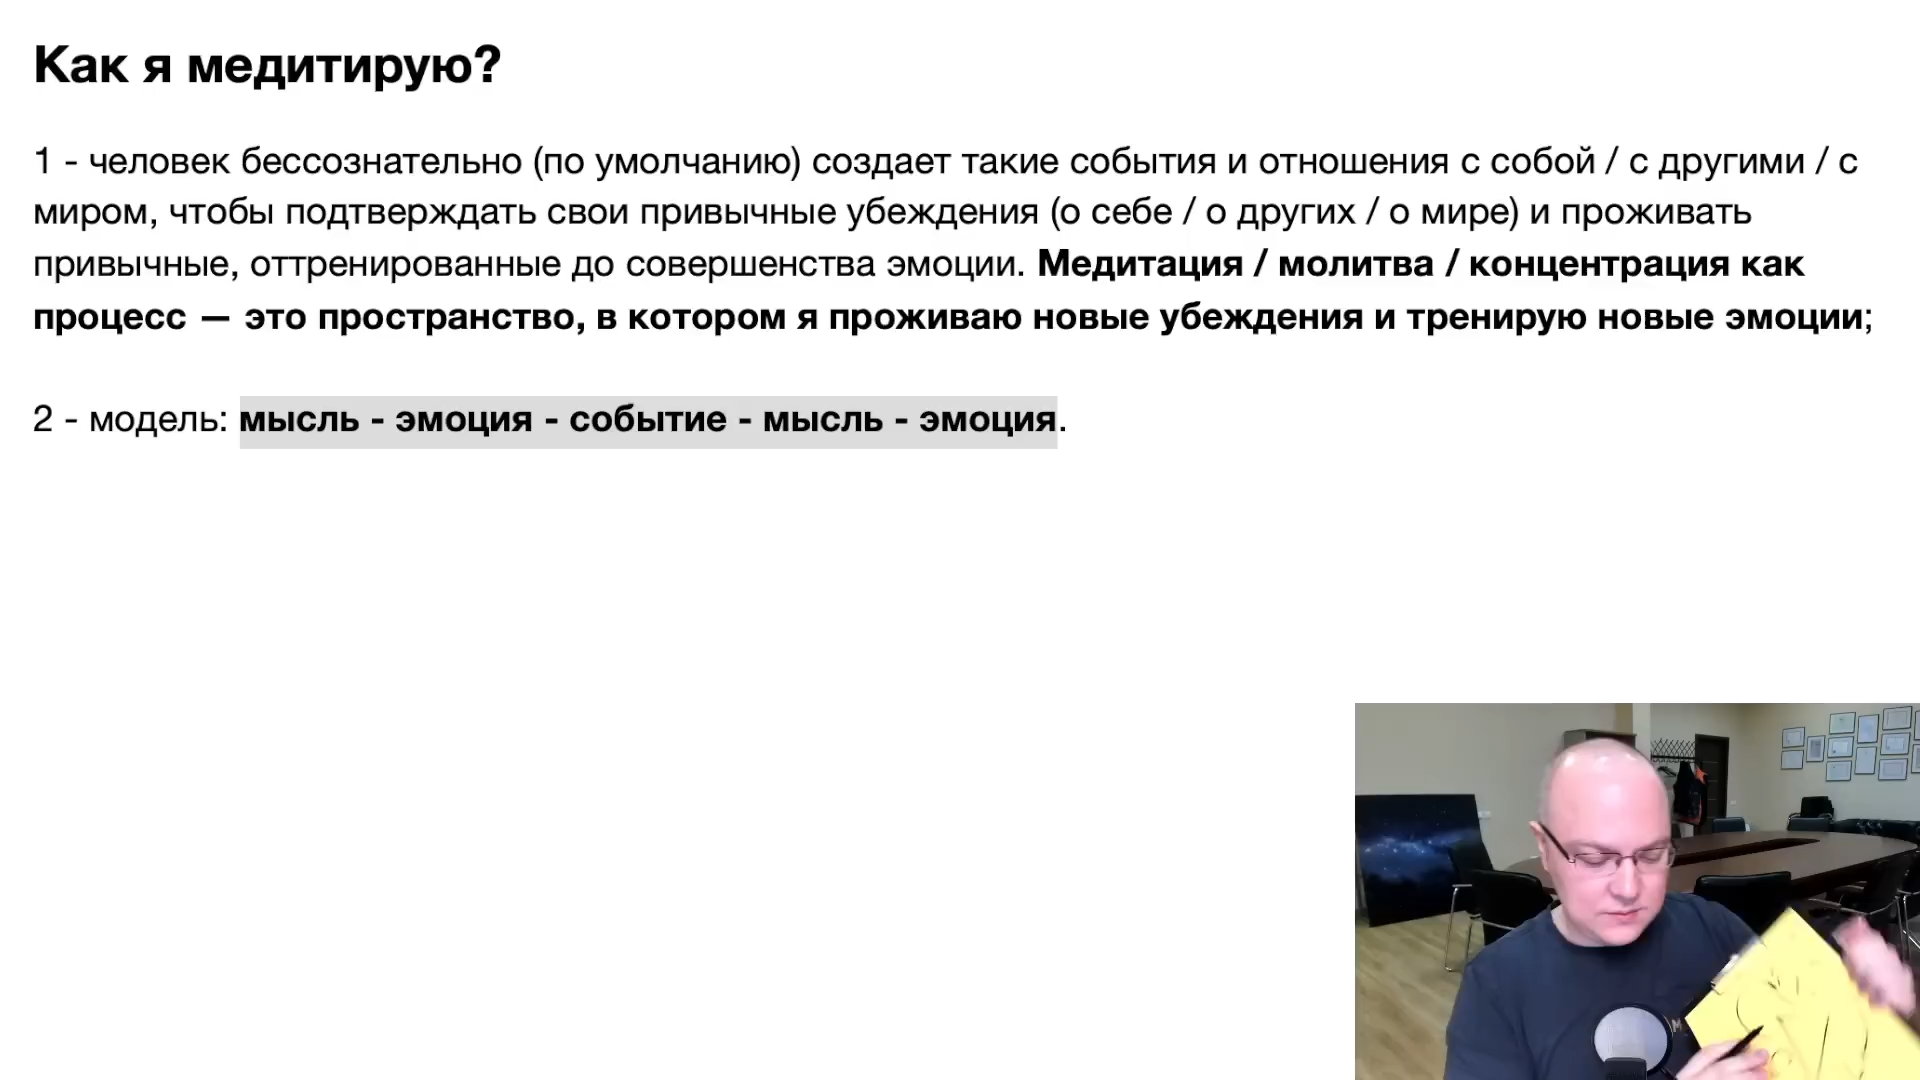 Как я медитирую?
1 - человек бессознательно (по умолчанию) создает такие события и отношения с собой / с другими / с
миром, чтобы подтверждать свои привычные убеждения (о себе / о других / о мире) и проживать
привычные, оттренированные до совершенства эмоции. Медитация / молитва / концентрация как
процесс — это пространство, в котором я проживаю новые убеждения и тренирую новые эмоции;
2 - модель: мысль - эмоция - событие - мысль - эмоция.